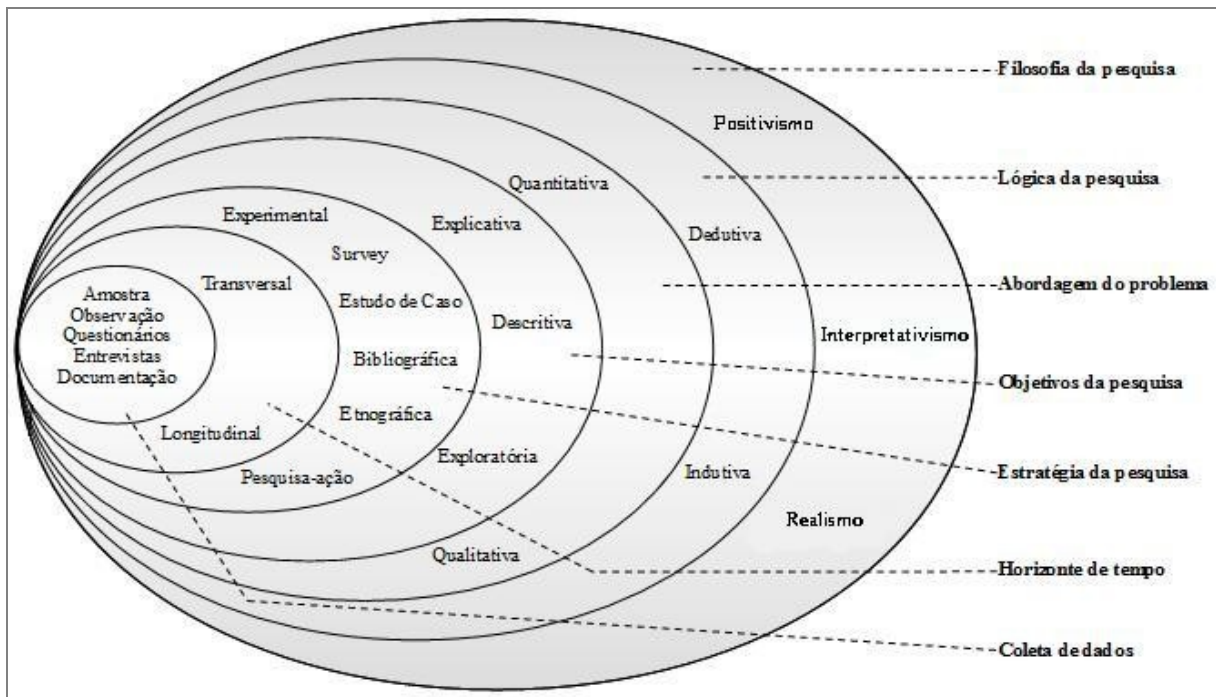 Filosofia da pesquisa
Positivismo
Lógica da pesquisa
Quantitativa
Experimental
Explicativa
Dedutiva
Survey
Transversal
Abordagem do problema
Amostra
Observação
Questionários
Entrevistas
Documentação
Estudo de Caso
Descritiva
Interpretativismo
Bibliográfica
Objetivos da pesquisa
Etnográfica
Longitudinal
Exploratória
Pesquisa-ação
Indutiva
Estratégia da pesquisa
Realismo
Qualitativa
Horizonte de tempo
Coleta de dados